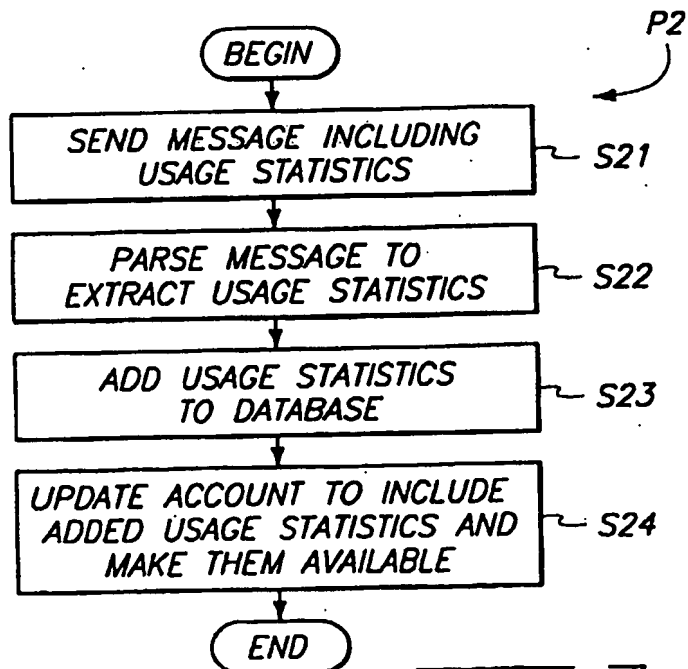 P2
BEGIN
SEND MESSAGE INCLUDING
USAGE STATISTICS
S21
PARSE MESSAGE TO
EXTRACT USAGE STATISTICS
S22
ADD USAGE STATISTICS
TO DATABASE
S23
UPDATE ACCOUNT TO INCLUDE
ADDED USAGE STATISTICS AND
MAKE THEM AVAILABLE
S24
END